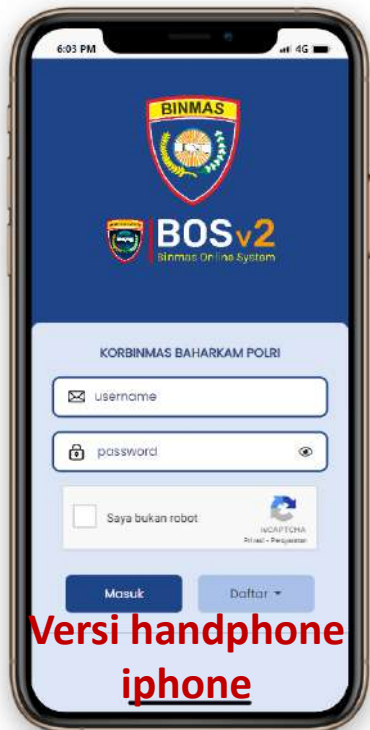 6:03 PM
4G
BINMAS
BOSv2
Binmas Online System
KORBINMAS BAHARKAM POLRI
username
password
Saya bukan robot
reCAPTCHA
Privasi - Persyaratan
Masuk
Daftar
Versi handphone
iphone